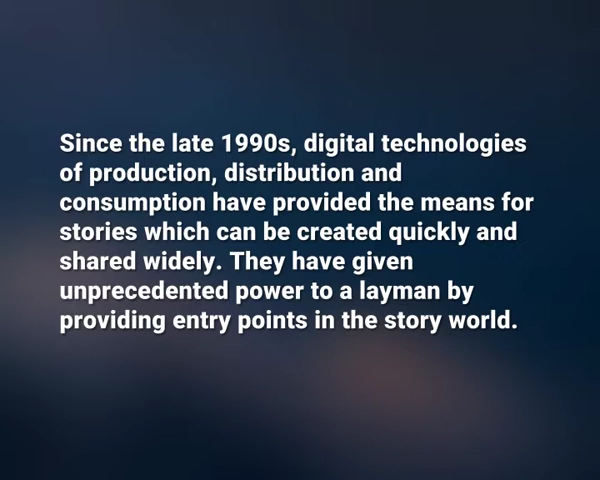 Since the late 1990s, digital technologies
of production, distribution and
consumption have provided the means for
stories which can be created quickly and
shared widely. They have given
unprecedented power to a layman by
providing entry points in the story world.